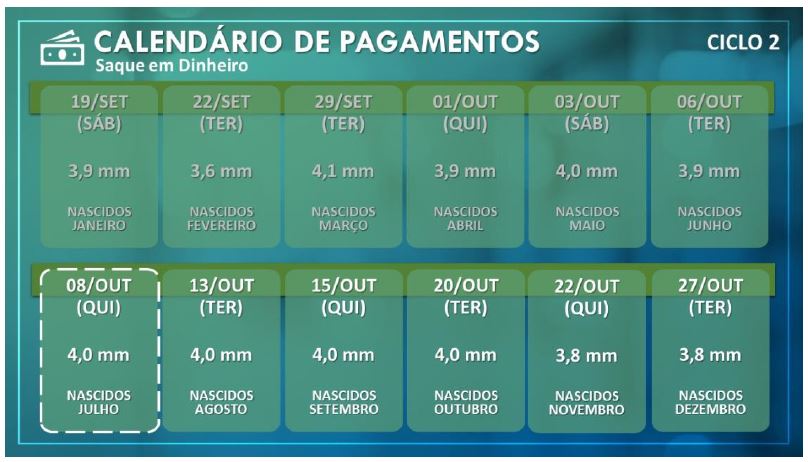 CALENDÁRIO DE PAGAMENTOS
Saque em Dinheiro
CICLO 2
19/SET
(SÁB)
3,9 mm
NASCIDOS
JANEIRO
22/SET
(TER)
3,6 mm
NASCIDOS
FEVEREIRO
29/SET
(TER)
4,1 mm
NASCIDOS
MARÇO
01/OUT
(QUI)
3,9 mm
NASCIDOS
ABRIL
03/OUT
(SÁB)
4,0 mm
NASCIDOS
MAIO
06/OUT
(TER)
3,9 mm
NASCIDOS
JUNHO
08/OUT
(QUI)
4,0 mm
NASCIDOS
JULHO
13/OUT
(TER)
4,0 mm
NASCIDOS
AGOSTO
15/OUT
(QUI)
4,0 mm
NASCIDOS
SETEMBRO
20/OUT
(TER)
4,0 mm
NASCIDOS
OUTUBRO
22/OUT
(QUI)
3,8 mm
NASCIDOS
NOVEMBRO
27/OUT
(TER)
3,8 mm
NASCIDOS
DEZEMBRO